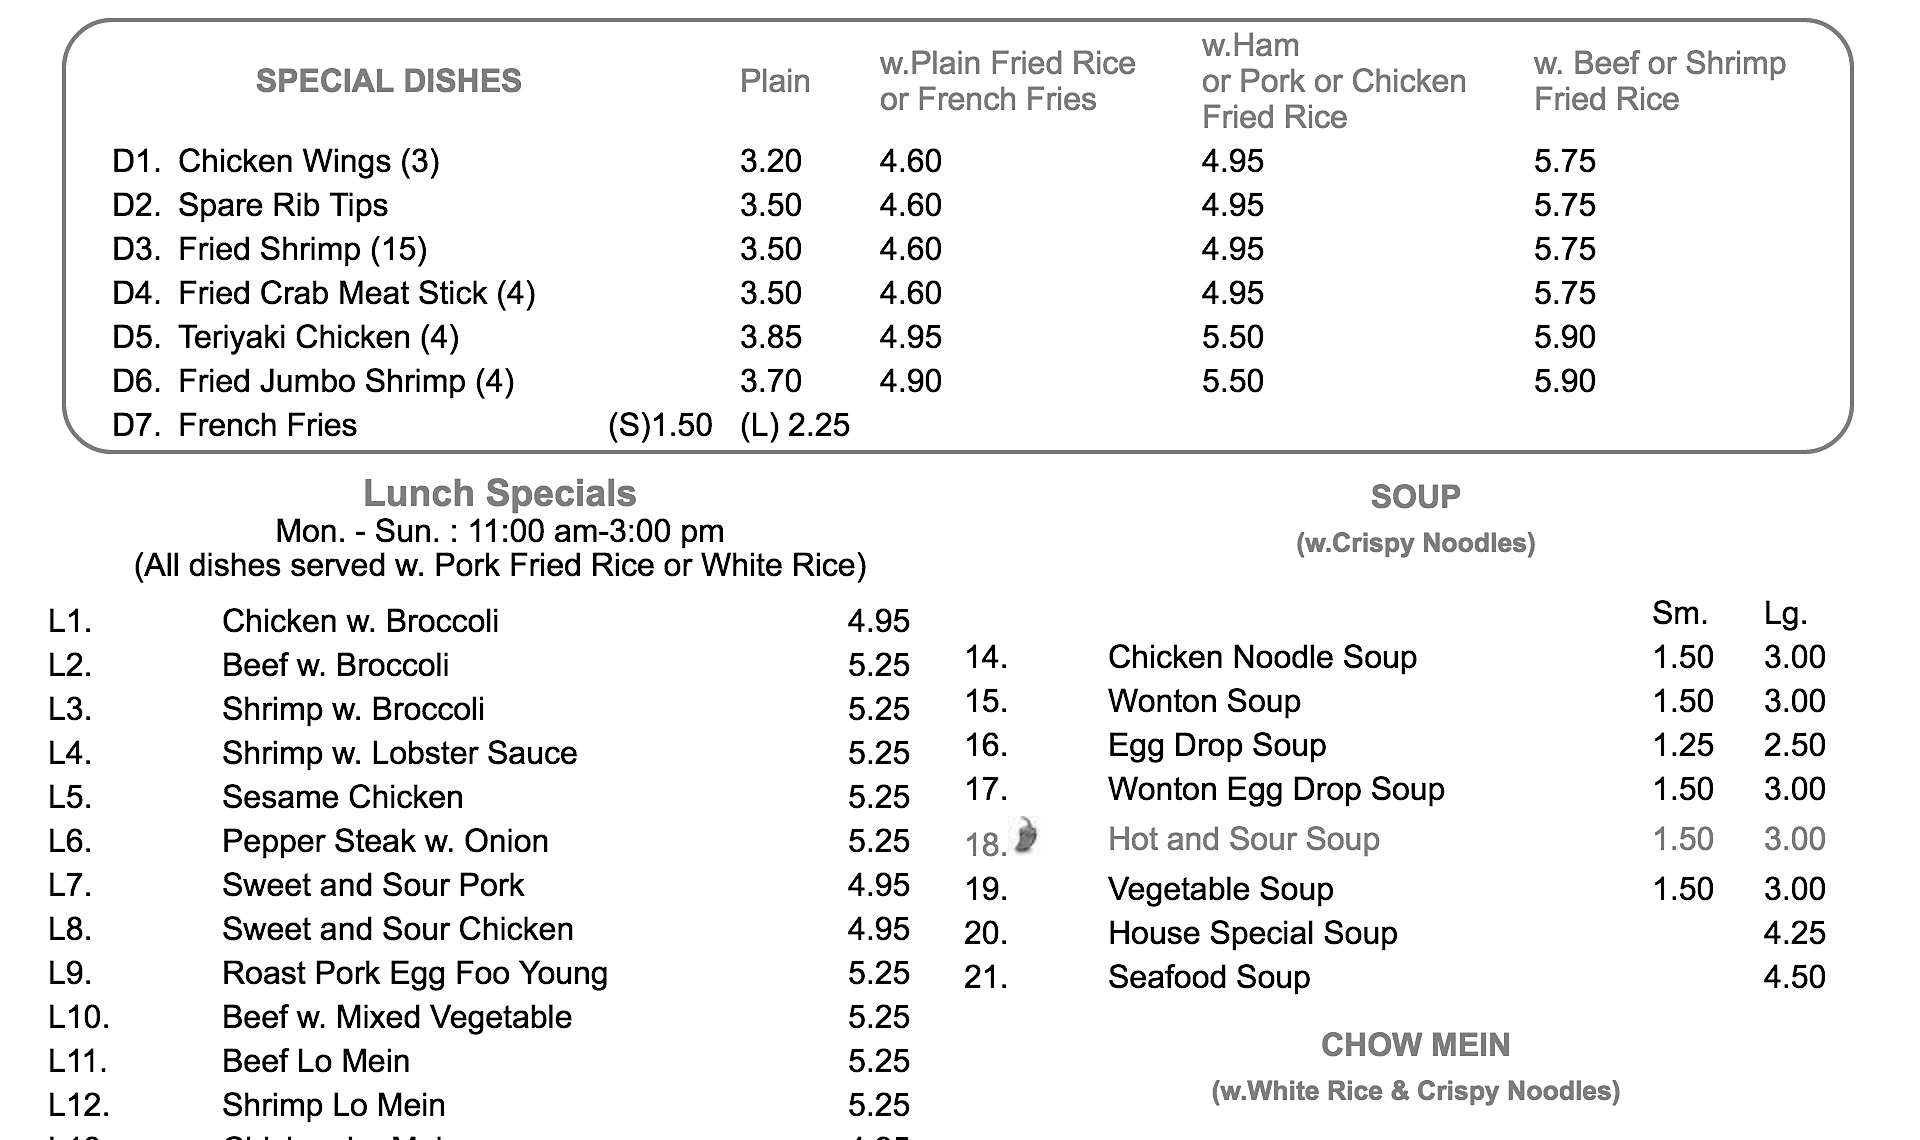 SPECIAL DISHES Plain w.Plain Fried Rice or French Fries w.Ham or Pork or Chicken Fried Rice w. Beef or Shrimp Fried Rice
D1. Chicken Wings (3) 3.20 4.60 4.95 5.75
D2. Spare Rib Tips 3.50 4.60 4.95 5.75
D3. Fried Shrimp (15) 3.50 4.60 4.95 5.75
D4. Fried Crab Meat Stick (4) 3.50 4.60 4.95 5.75
D5. Teriyaki Chicken (4) 3.85 4.95 5.50 5.90
D6. Fried Jumbo Shrimp (4) 3.70 4.90 5.50 5.90
D7. French Fries (S)1.50 (L) 2.25
Lunch Specials
Mon. - Sun. : 11:00 am-3:00 pm
(All dishes served w. Pork Fried Rice or White Rice)
L1. Chicken w. Broccoli 4.95
L2. Beef w. Broccoli 5.25
L3. Shrimp w. Broccoli 5.25
L4. Shrimp w. Lobster Sauce 5.25
L5. Sesame Chicken 5.25
L6. Pepper Steak w. Onion 5.25
L7. Sweet and Sour Pork 4.95
L8. Sweet and Sour Chicken 4.95
L9. Roast Pork Egg Foo Young 5.25
L10. Beef w. Mixed Vegetable 5.25
L11. Beef Lo Mein 5.25
L12. Shrimp Lo Mein 5.25
SOUP
(w.Crispy Noodles)
Sm. Lg.
14. Chicken Noodle Soup 1.50 3.00
15. Wonton Soup 1.50 3.00
16. Egg Drop Soup 1.25 2.50
17. Wonton Egg Drop Soup 1.50 3.00
18. Hot and Sour Soup 1.50 3.00
19. Vegetable Soup 1.50 3.00
20. House Special Soup 4.25
21. Seafood Soup 4.50
CHOW MEIN
(w.White Rice & Crispy Noodles)